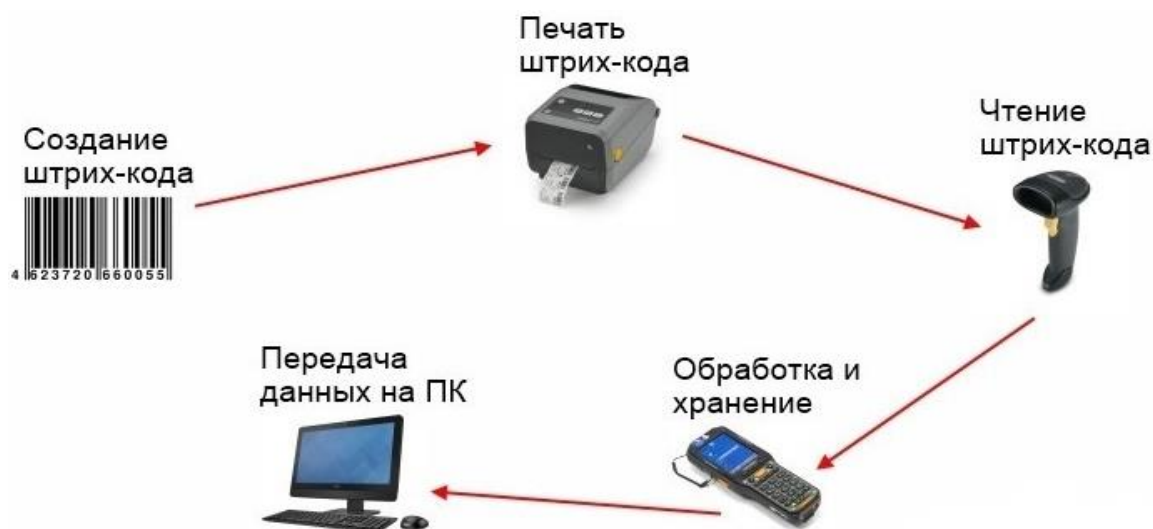 Создание
штрих-кода
4 623720 660055
Печать
штрих-кода
Чтение
штрих-кода
Обработка и
хранение
Передача
данных на ПК